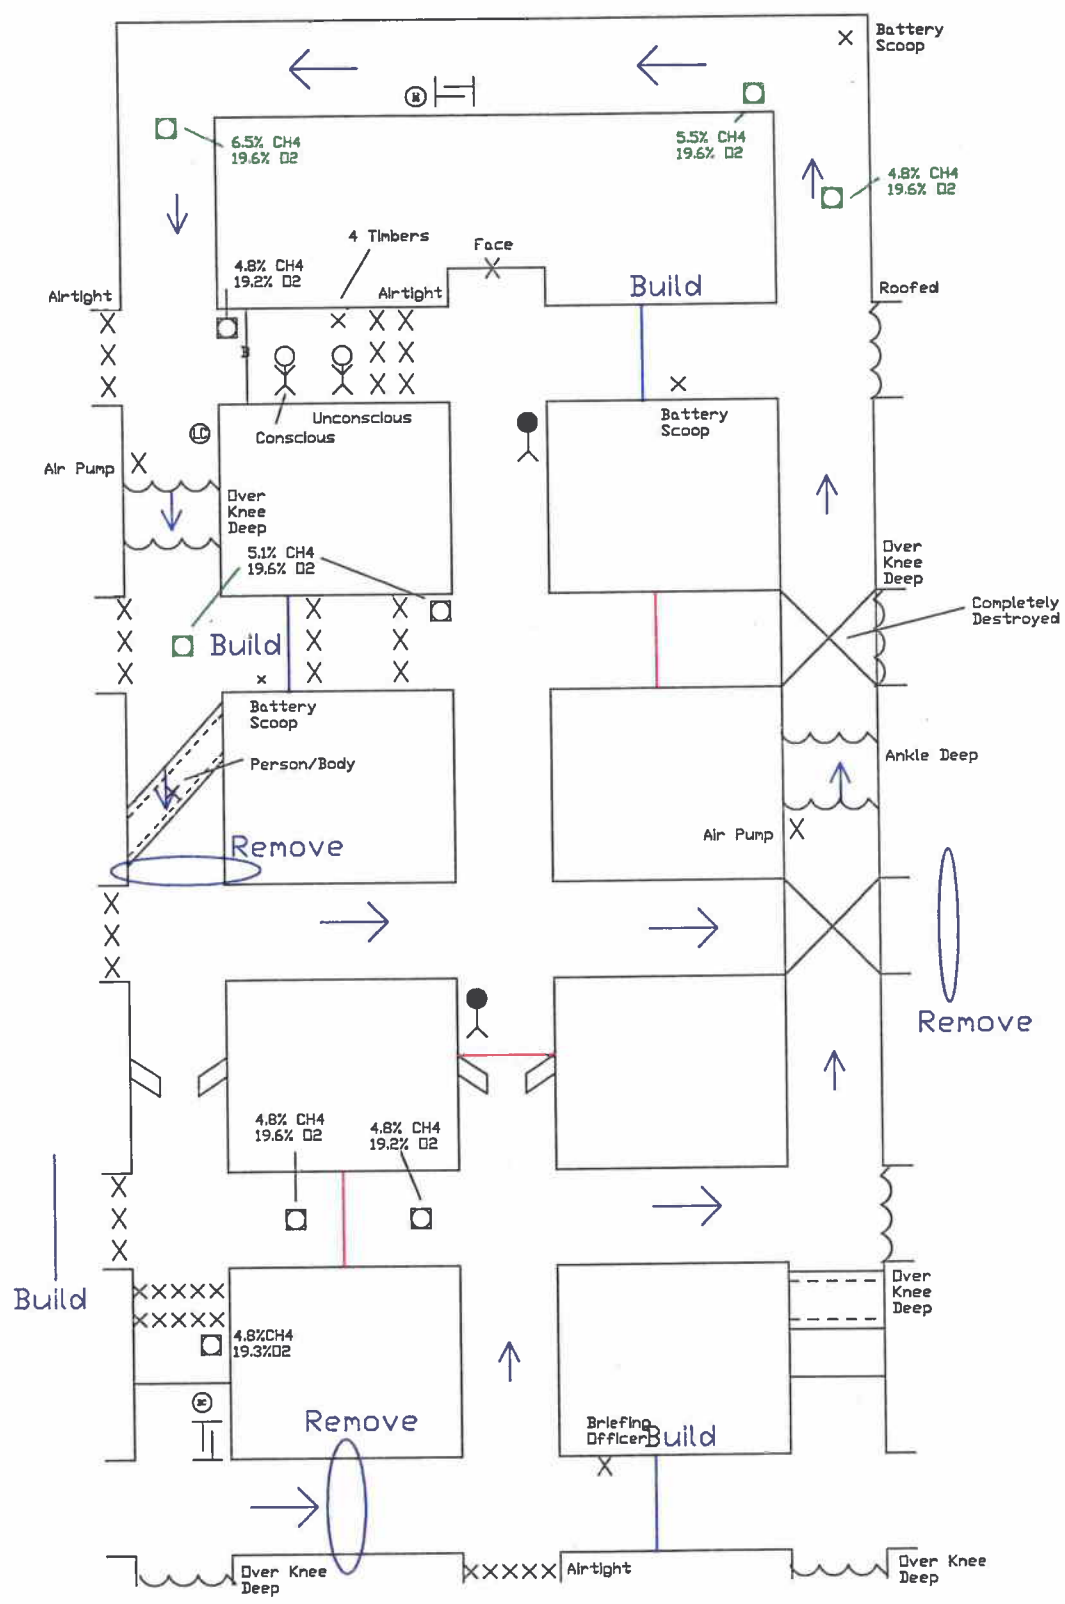 Battery
Scoop
6.5% CH4
19.6% O2
5.5% CH4
19.6% O2
4.8% CH4
19.6% O2
4 Timbers
Face
4.8% CH4
19.2% O2
Airtight
Airtight
Build
Roofed
B
Unconscious
Conscious
Battery
Scoop
LC
Air Pump
Over
Knee
Deep
5.1% CH4
19.6% O2
Over
Knee
Deep
Completely
Destroyed
Build
Battery
Scoop
Person/Body
Ankle Deep
Air Pump
Remove
Remove
4.8% CH4
19.6% O2
4.8% CH4
19.2% O2
Build
Over
Knee
Deep
4.8%CH4
19.3%O2
Remove
Briefing
Officer
Build
Over Knee
Deep
Airtight
Over Knee
Deep